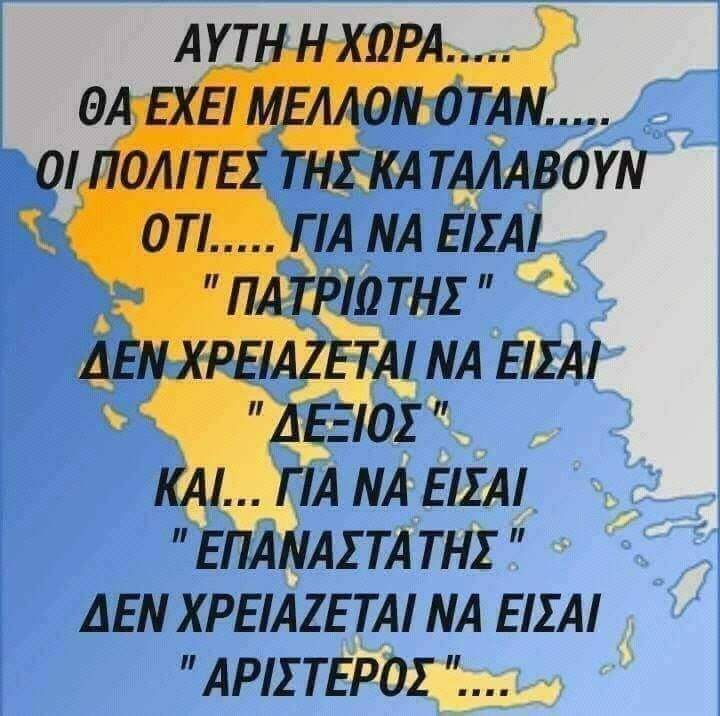 ΑΥΤΗ Η ΧΩΡΑ.....
ΘΑ ΕΧΕΙ ΜΕΛΛΟΝ ΟΤΑΝ.....
ΟΙ ΠΟΛΙΤΕΣ ΤΗΣ ΚΑΤΑΛΑΒΟΥΝ
ΟΤΙ..... ΓΙΑ ΝΑ ΕΙΣΑΙ
" ΠΑΤΡΙΩΤΗΣ "
ΔΕΝ ΧΡΕΙΑΖΕΤΑΙ ΝΑ ΕΙΣΑΙ
" ΔΕΞΙΟΣ "
ΚΑΙ... ΓΙΑ ΝΑ ΕΙΣΑΙ
" ΕΠΑΝΑΣΤΑΤΗΣ "
ΔΕΝ ΧΡΕΙΑΖΕΤΑΙ ΝΑ ΕΙΣΑΙ
" ΑΡΙΣΤΕΡΟΣ "....